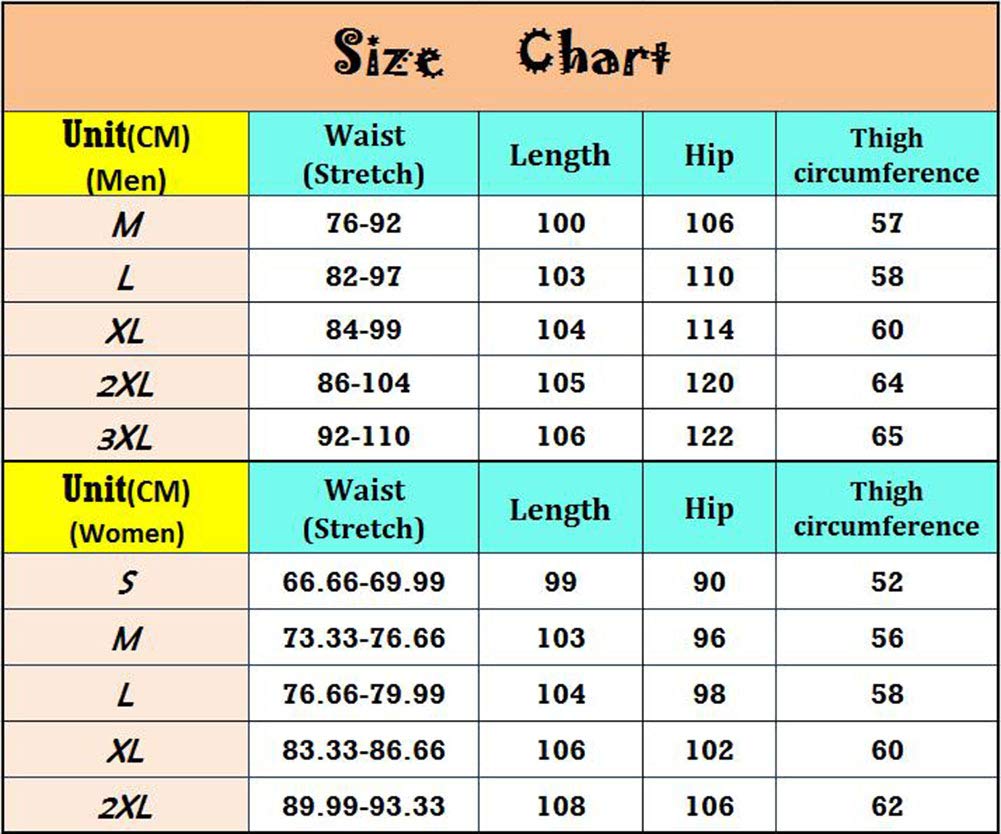 Size Chart
Unit(CM)
(Men)
Waist
(Stretch)
Length
Hip
Thigh
circumference
M 76-92 100 106 57
L 82-97 103 110 58
XL 84-99 104 114 60
2XL 86-104 105 120 64
3XL 92-110 106 122 65
Unit(CM)
(Women)
Waist
(Stretch)
Length
Hip
Thigh
circumference
S 66.66-69.99 99 90 52
M 73.33-76.66 103 96 56
L 76.66-79.99 104 98 58
XL 83.33-86.66 106 102 60
2XL 89.99-93.33 108 106 62